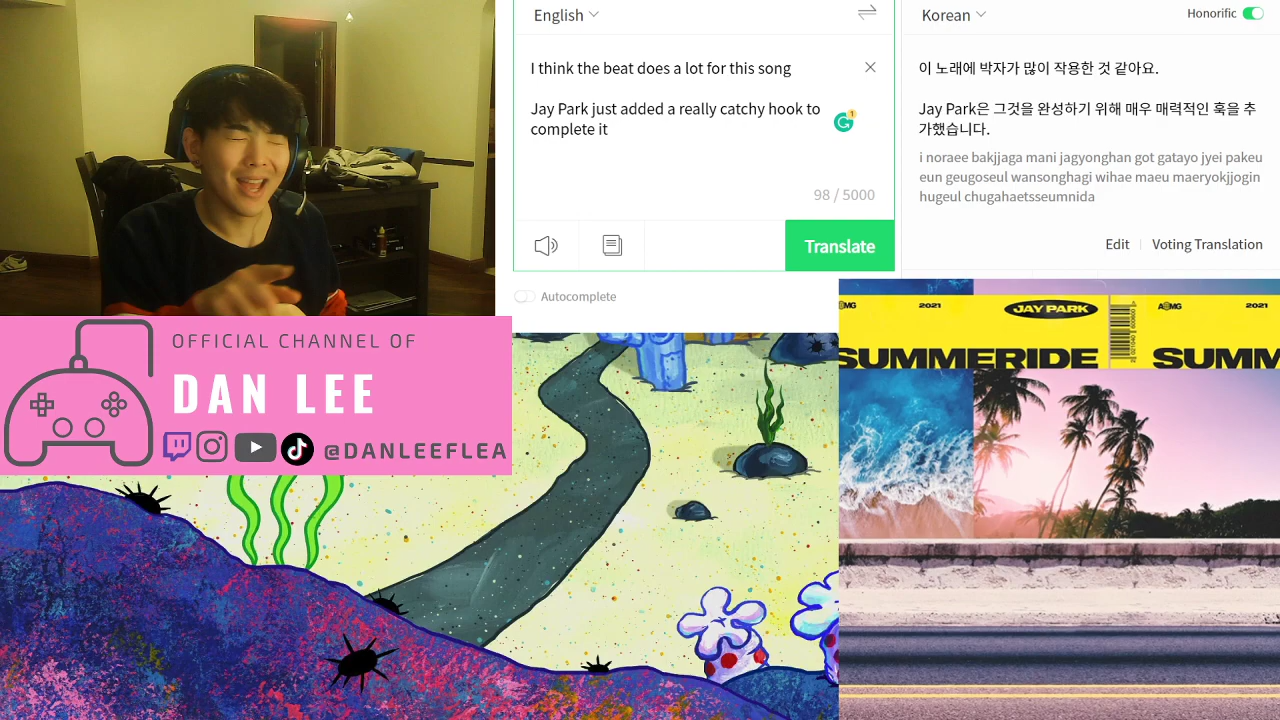 English
I think the beat does a lot for this song
Jay Park just added a really catchy hook to
complete it
1
98 / 5000
Translate
Autocomplete
Korean
Honorific
이 노래에 박자가 많이 작용한 것 같아요.
Jay Park은 그것을 완성하기 위해 매우 매력적인 훅을 추
가했습니다.
i noraee bakjjaga mani jagyonghan got gatayo jyei pakeu
eun geugoseul wansonghagi wihae maeu maeryokjjogin
hugeul chugahaetsseumnida
Edit
Voting Translation
OFFICIAL CHANNEL OF
DAN LEE
@DANLEEFLEA
2021
JAY PARK
2021
SUMMERIDE
SUMM